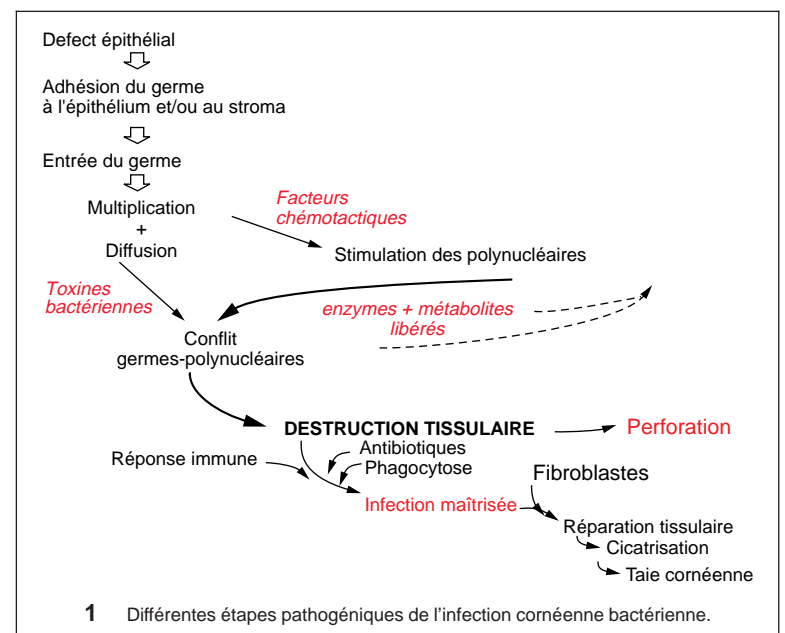 Defect épithélial
Adhésion du germe
à l'épithélium et/ou au stroma
Entrée du germe
Multiplication
+
Diffusion
Facteurs
chémotactiques
Stimulation des polynucléaires
Toxines
bactériennes
enzymes + métabolites
libérés
Conflit
germes-polynucléaires
DESTRUCTION TISSULAIRE
Perforation
Antibiotiques
Réponse immune
Phagocytose
Fibroblastes
Infection maîtrisée
Réparation tissulaire
Cicatrisation
Taie cornéenne
1 Différentes étapes pathogéniques de l'infection cornéenne bactérienne.